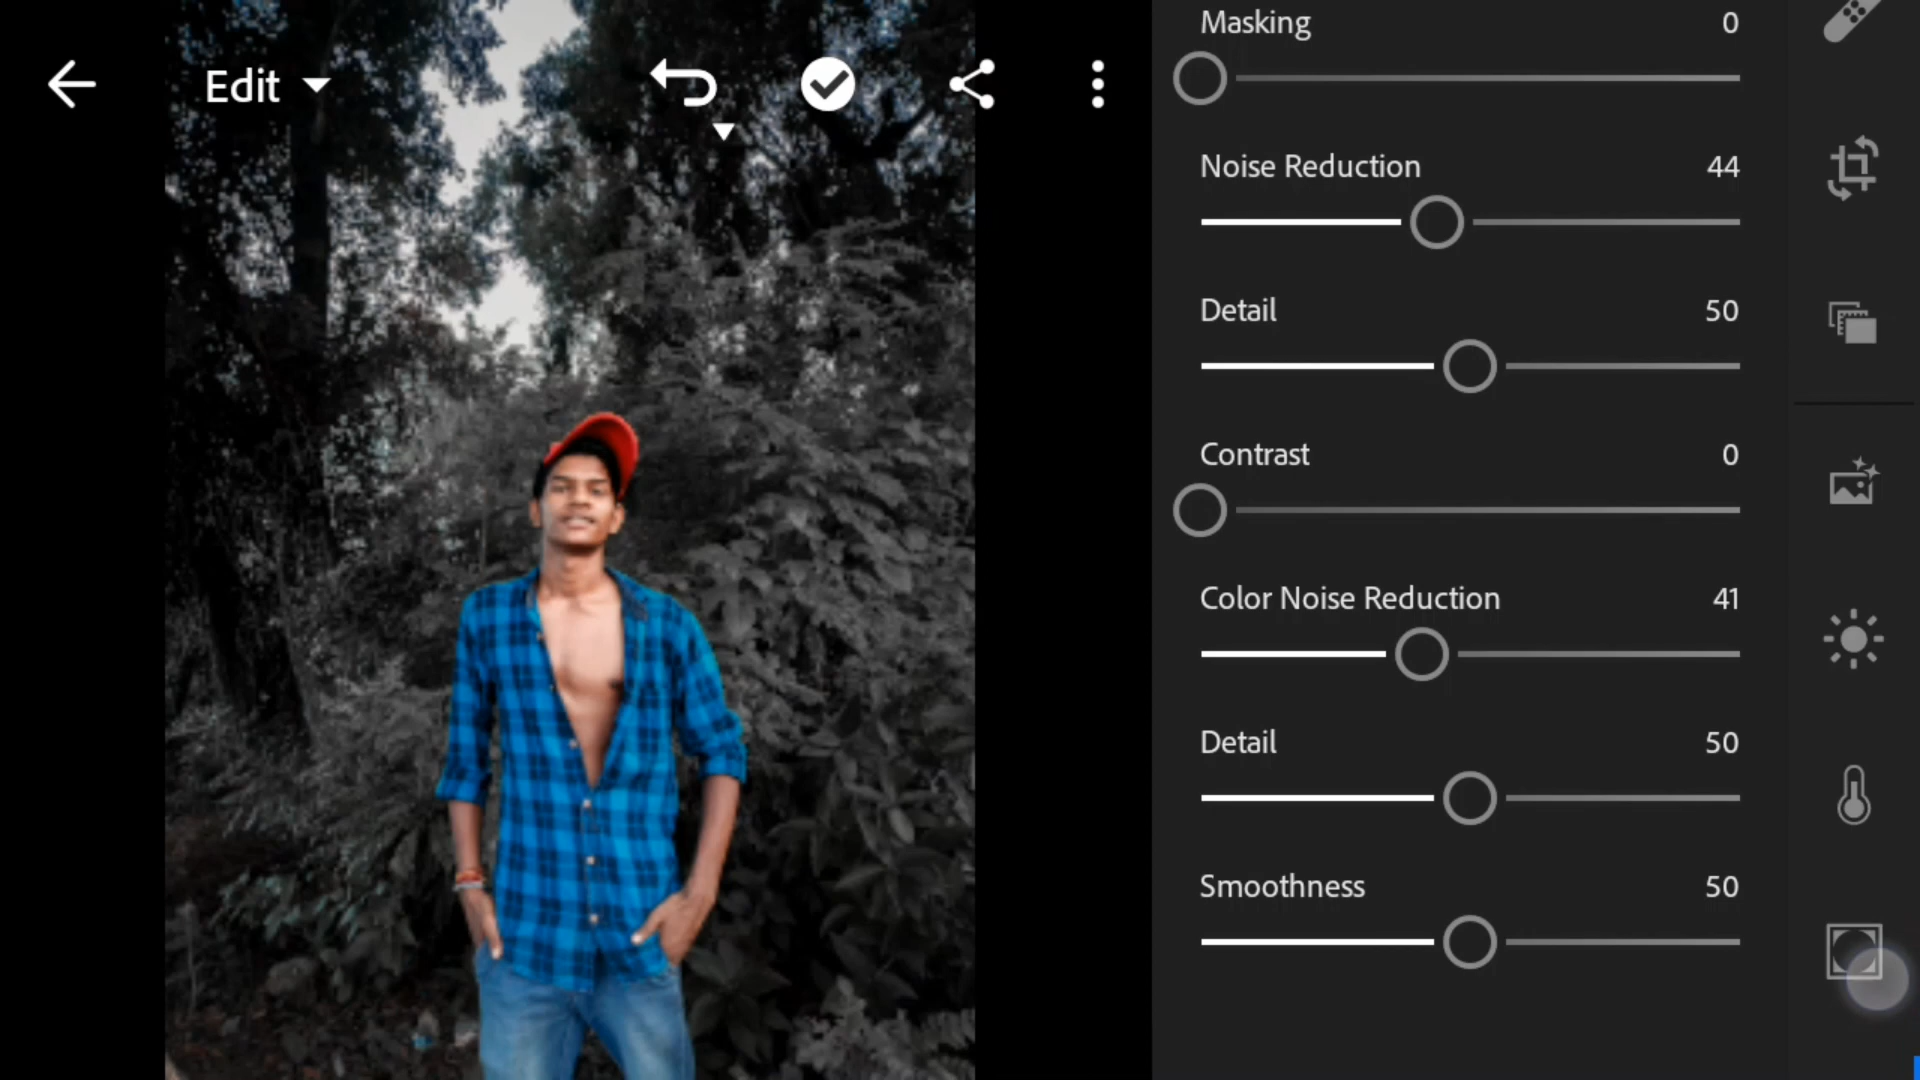 Edit
Masking 0
Noise Reduction 44
Detail 50
Contrast 0
Color Noise Reduction 41
Detail 50
Smoothness 50